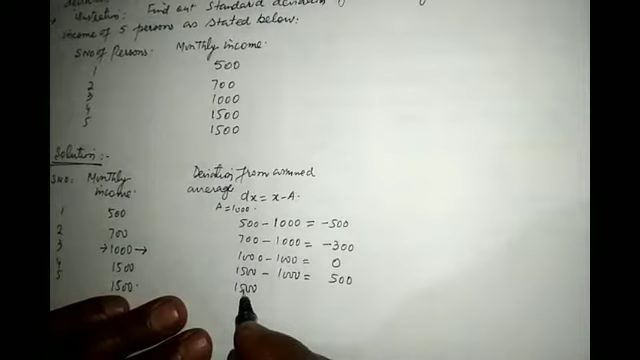 Illustration: Find out Standard deviation of
income of 5 persons as stated below:
S NO of Persons: Monthly income:
1 500
2 700
3 1000
4 1500
5 1500
Solution:-
S.NO. Monthly income. Deviation from assumed average dx = x-A.
A=1000.
1 500 500 - 1000 = -500
2 700 700 - 1000 = -300
3 →1000→ 1000 - 1000 = 0
4 1500 1500 - 1000 = 500
5 1500. 1500